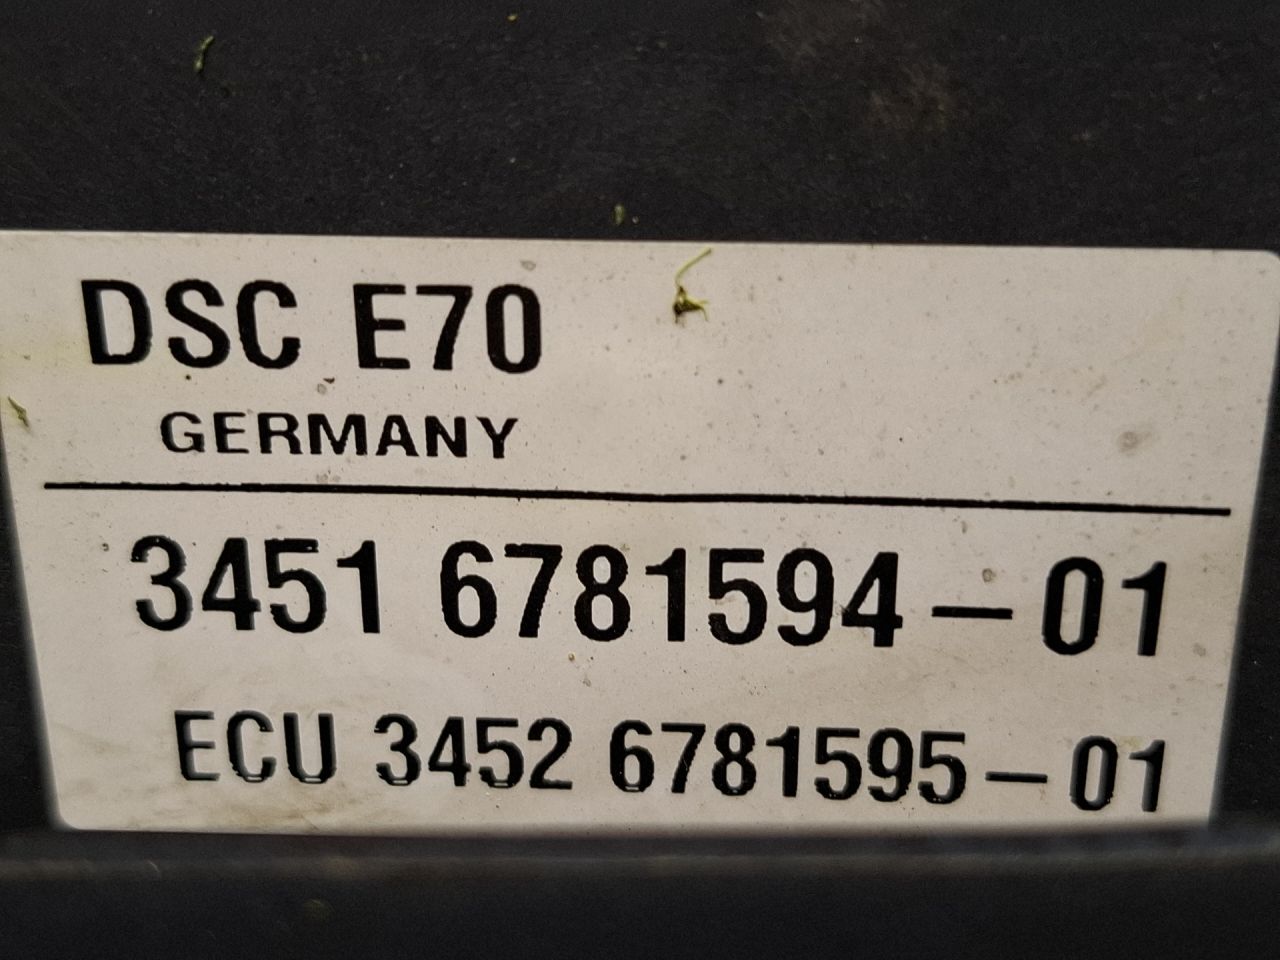 DSC E70
GERMANY
3451 6781594-01
ECU 3452 6781595-01